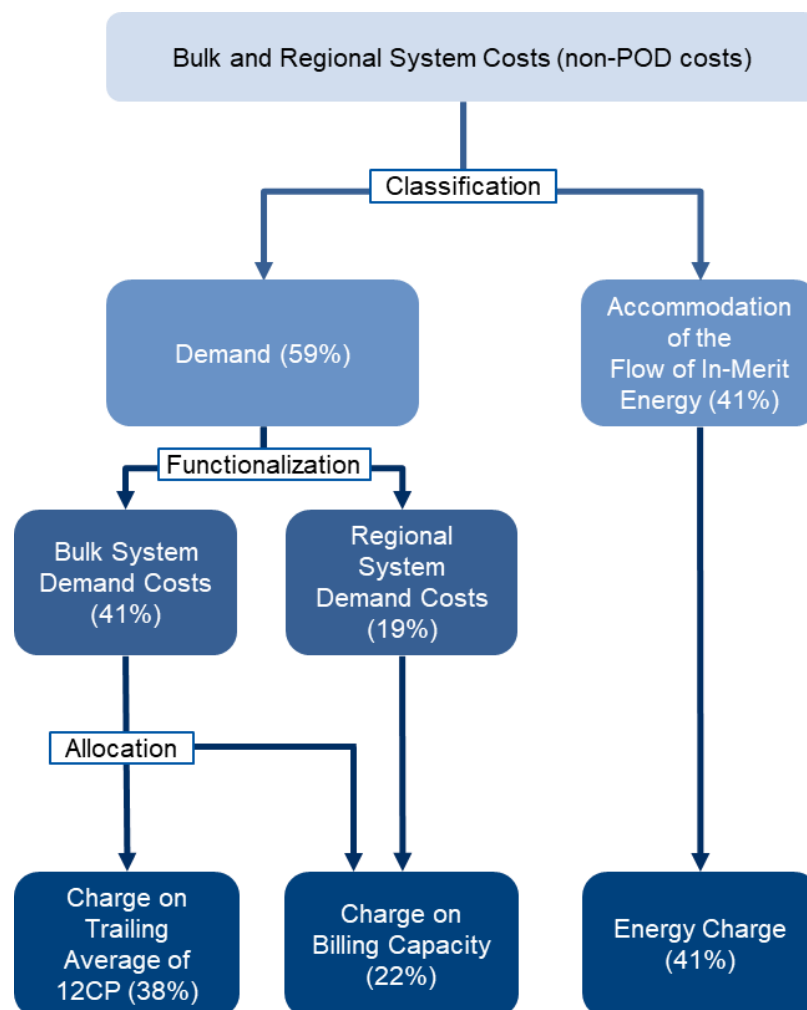 Bulk and Regional System Costs (non-POD costs)
Classification
Demand (59%)
Accommodation
of the
Flow of In-Merit
Energy (41%)
Functionalization
Bulk System
Demand Costs
(41%)
Regional
System
Demand Costs
(19%)
Allocation
Charge on
Trailing
Average of
12CP (38%)
Charge on
Billing Capacity
(22%)
Energy Charge
(41%)